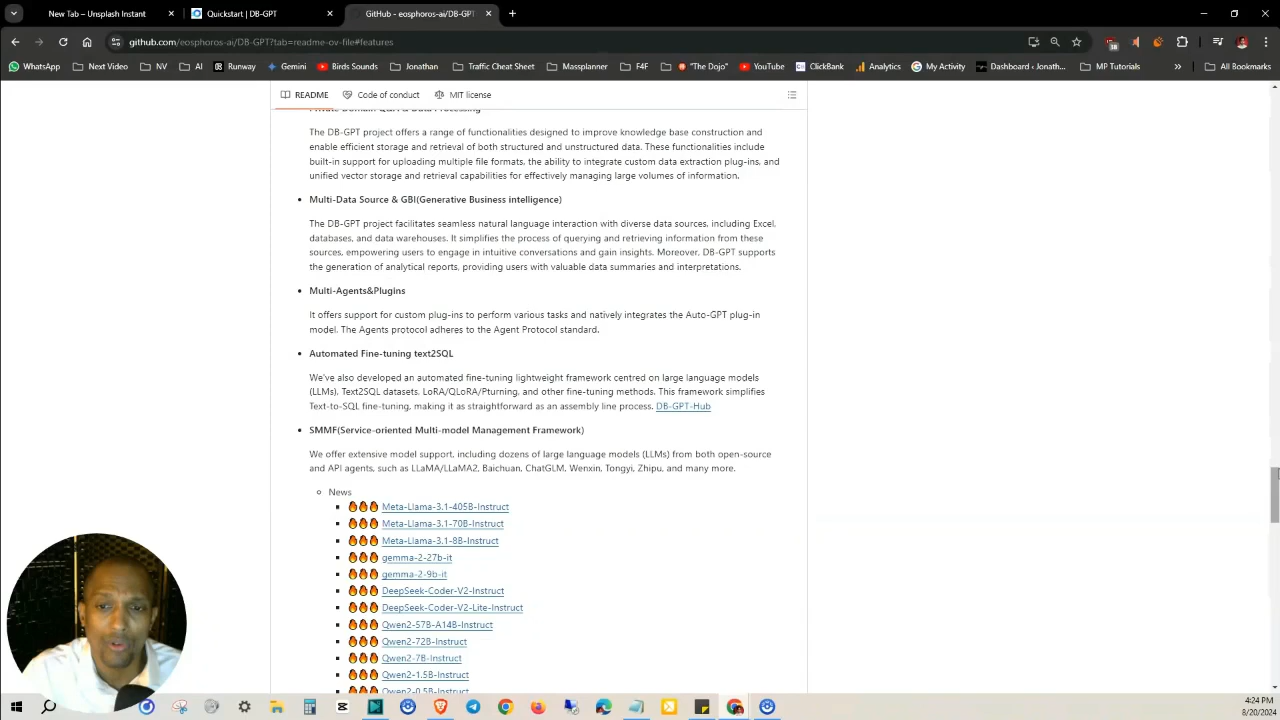 New Tab - Unsplash Instant
Quickstart | DB-GPT
GitHub - eosphoros-ai/DB-GPT
github.com/eosphoros-ai/DB-GPT?tab=readme-ov-file#features
WhatsApp
Next Video
NV
AI
Runway
Gemini
Birds Sounds
Jonathan
Traffic Cheat Sheet
Massplanner
F4F
"The Dojo"
YouTube
ClickBank
Analytics
My Activity
Dashboard ‹ Jonath...
MP Tutorials
All Bookmarks
README
Code of conduct
MIT license
Private Domain Q&A & Data Processing
The DB-GPT project offers a range of functionalities designed to improve knowledge base construction and
enable efficient storage and retrieval of both structured and unstructured data. These functionalities include
built-in support for uploading multiple file formats, the ability to integrate custom data extraction plug-ins, and
unified vector storage and retrieval capabilities for effectively managing large volumes of information.
Multi-Data Source & GBI(Generative Business intelligence)
The DB-GPT project facilitates seamless natural language interaction with diverse data sources, including Excel,
databases, and data warehouses. It simplifies the process of querying and retrieving information from these
sources, empowering users to engage in intuitive conversations and gain insights. Moreover, DB-GPT supports
the generation of analytical reports, providing users with valuable data summaries and interpretations.
Multi-Agents&Plugins
It offers support for custom plug-ins to perform various tasks and natively integrates the Auto-GPT plug-in
model. The Agents protocol adheres to the Agent Protocol standard.
Automated Fine-tuning text2SQL
We've also developed an automated fine-tuning lightweight framework centred on large language models
(LLMs), Text2SQL datasets, LoRA/QLoRA/Pturning, and other fine-tuning methods. This framework simplifies
Text-to-SQL fine-tuning, making it as straightforward as an assembly line process. DB-GPT-Hub
SMMF(Service-oriented Multi-model Management Framework)
We offer extensive model support, including dozens of large language models (LLMs) from both open-source
and API agents, such as LLaMA/LLaMA2, Baichuan, ChatGLM, Wenxin, Tongyi, Zhipu, and many more.
News
🔥🔥🔥 Meta-Llama-3.1-405B-Instruct
🔥🔥🔥 Meta-Llama-3.1-70B-Instruct
🔥🔥🔥 Meta-Llama-3.1-8B-Instruct
🔥🔥🔥 gemma-2-27b-it
🔥🔥🔥 gemma-2-9b-it
🔥🔥🔥 DeepSeek-Coder-V2-Instruct
🔥🔥🔥 DeepSeek-Coder-V2-Lite-Instruct
🔥🔥🔥 Qwen2-57B-A14B-Instruct
🔥🔥🔥 Qwen2-72B-Instruct
🔥🔥🔥 Qwen2-7B-Instruct
🔥🔥🔥 Qwen2-1.5B-Instruct
🔥🔥🔥 Qwen2-0.5B-Instruct
4:24 PM
8/20/2024